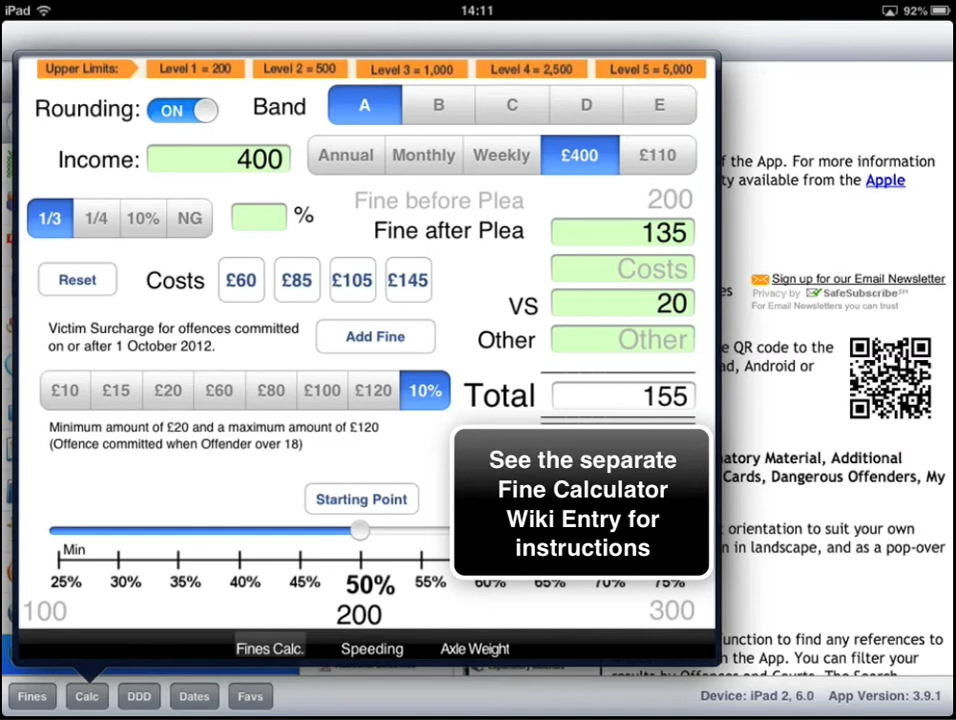 iPad 14:11 92%
Upper Limits: Level 1 = 200 Level 2 = 500 Level 3 = 1,000 Level 4 = 2,500 Level 5 = 5,000
Rounding: ON Band A B C D E
Income: 400 Annual Monthly Weekly £400 £110
1/3 1/4 10% NG %
Fine before Plea 200
Fine after Plea 135
Reset Costs £60 £85 £105 £145 Costs
VS 20
Victim Surcharge for offences committed
on or after 1 October 2012.
Add Fine
Other Other
£10 £15 £20 £60 £80 £100 £120 10%
Total 155
Minimum amount of £20 and a maximum amount of £120
(Offence committed when Offender over 18)
See the separate
Fine Calculator
Wiki Entry for
instructions
Starting Point
Min
25% 30% 35% 40% 45% 50% 55% 60% 65% 70% 75%
100 200 300
Fines Calc. Speeding Axle Weight
f the App. For more information
ty available from the Apple
Sign up for our Email Newsletter
es Privacy by SafeSubscribe SM
For Email Newsletters you can trust
e QR code to the
ad, Android or
natory Material, Additional
Cards, Dangerous Offenders, My
orientation to suit your own
n in landscape, and as a pop-over
unction to find any references to
n the App. You can filter your
Fines Calc DDD Dates Favs Device: iPad 2, 6.0 App Version: 3.9.1